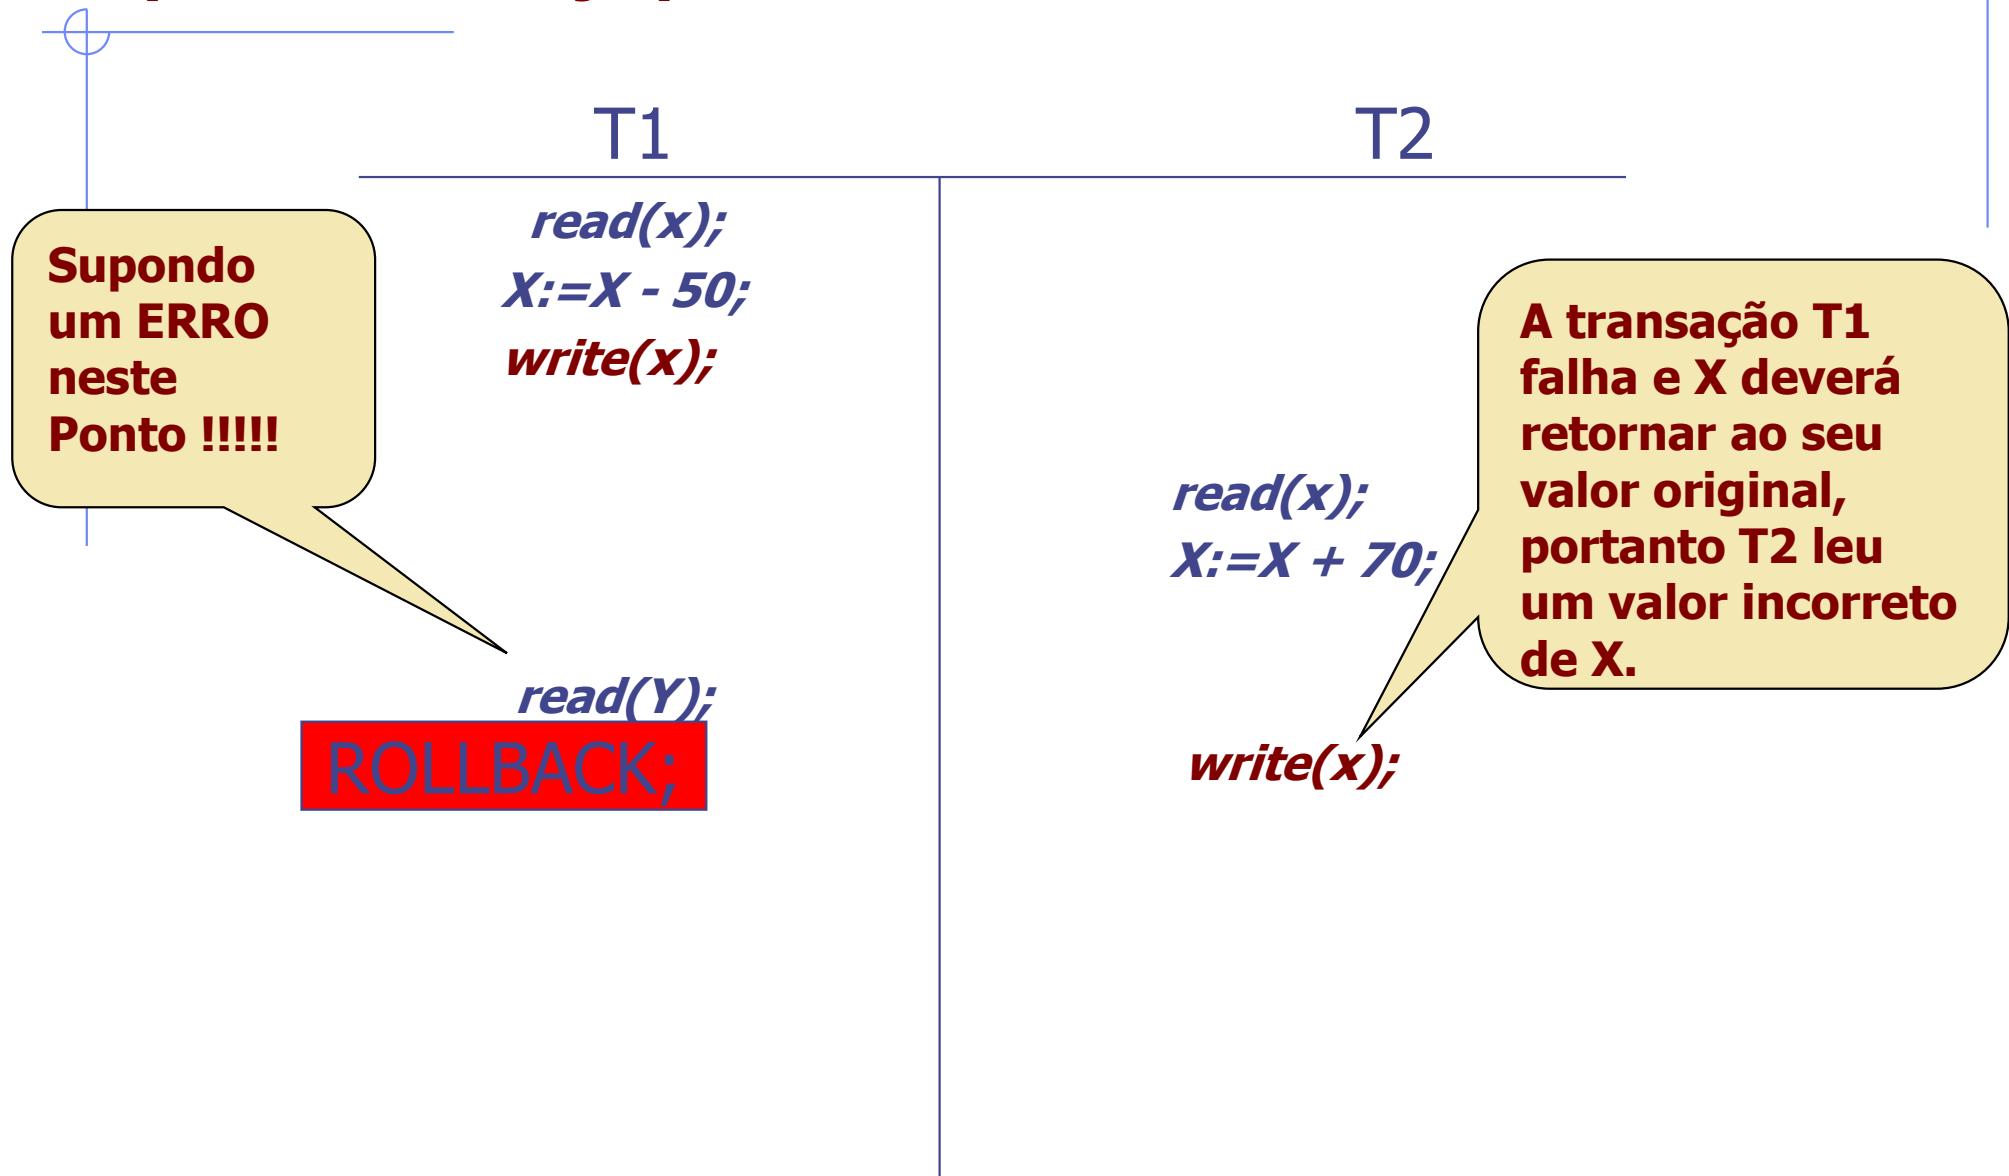 T1
T2
read(x);
X:=X - 50;
write(x);
Supondo
um ERRO
neste
Ponto !!!!!
A transação T1
falha e X deverá
retornar ao seu
valor original,
portanto T2 leu
um valor incorreto
de X.
read(x);
X:=X + 70;
read(Y);
ROLLBACK;
write(x);